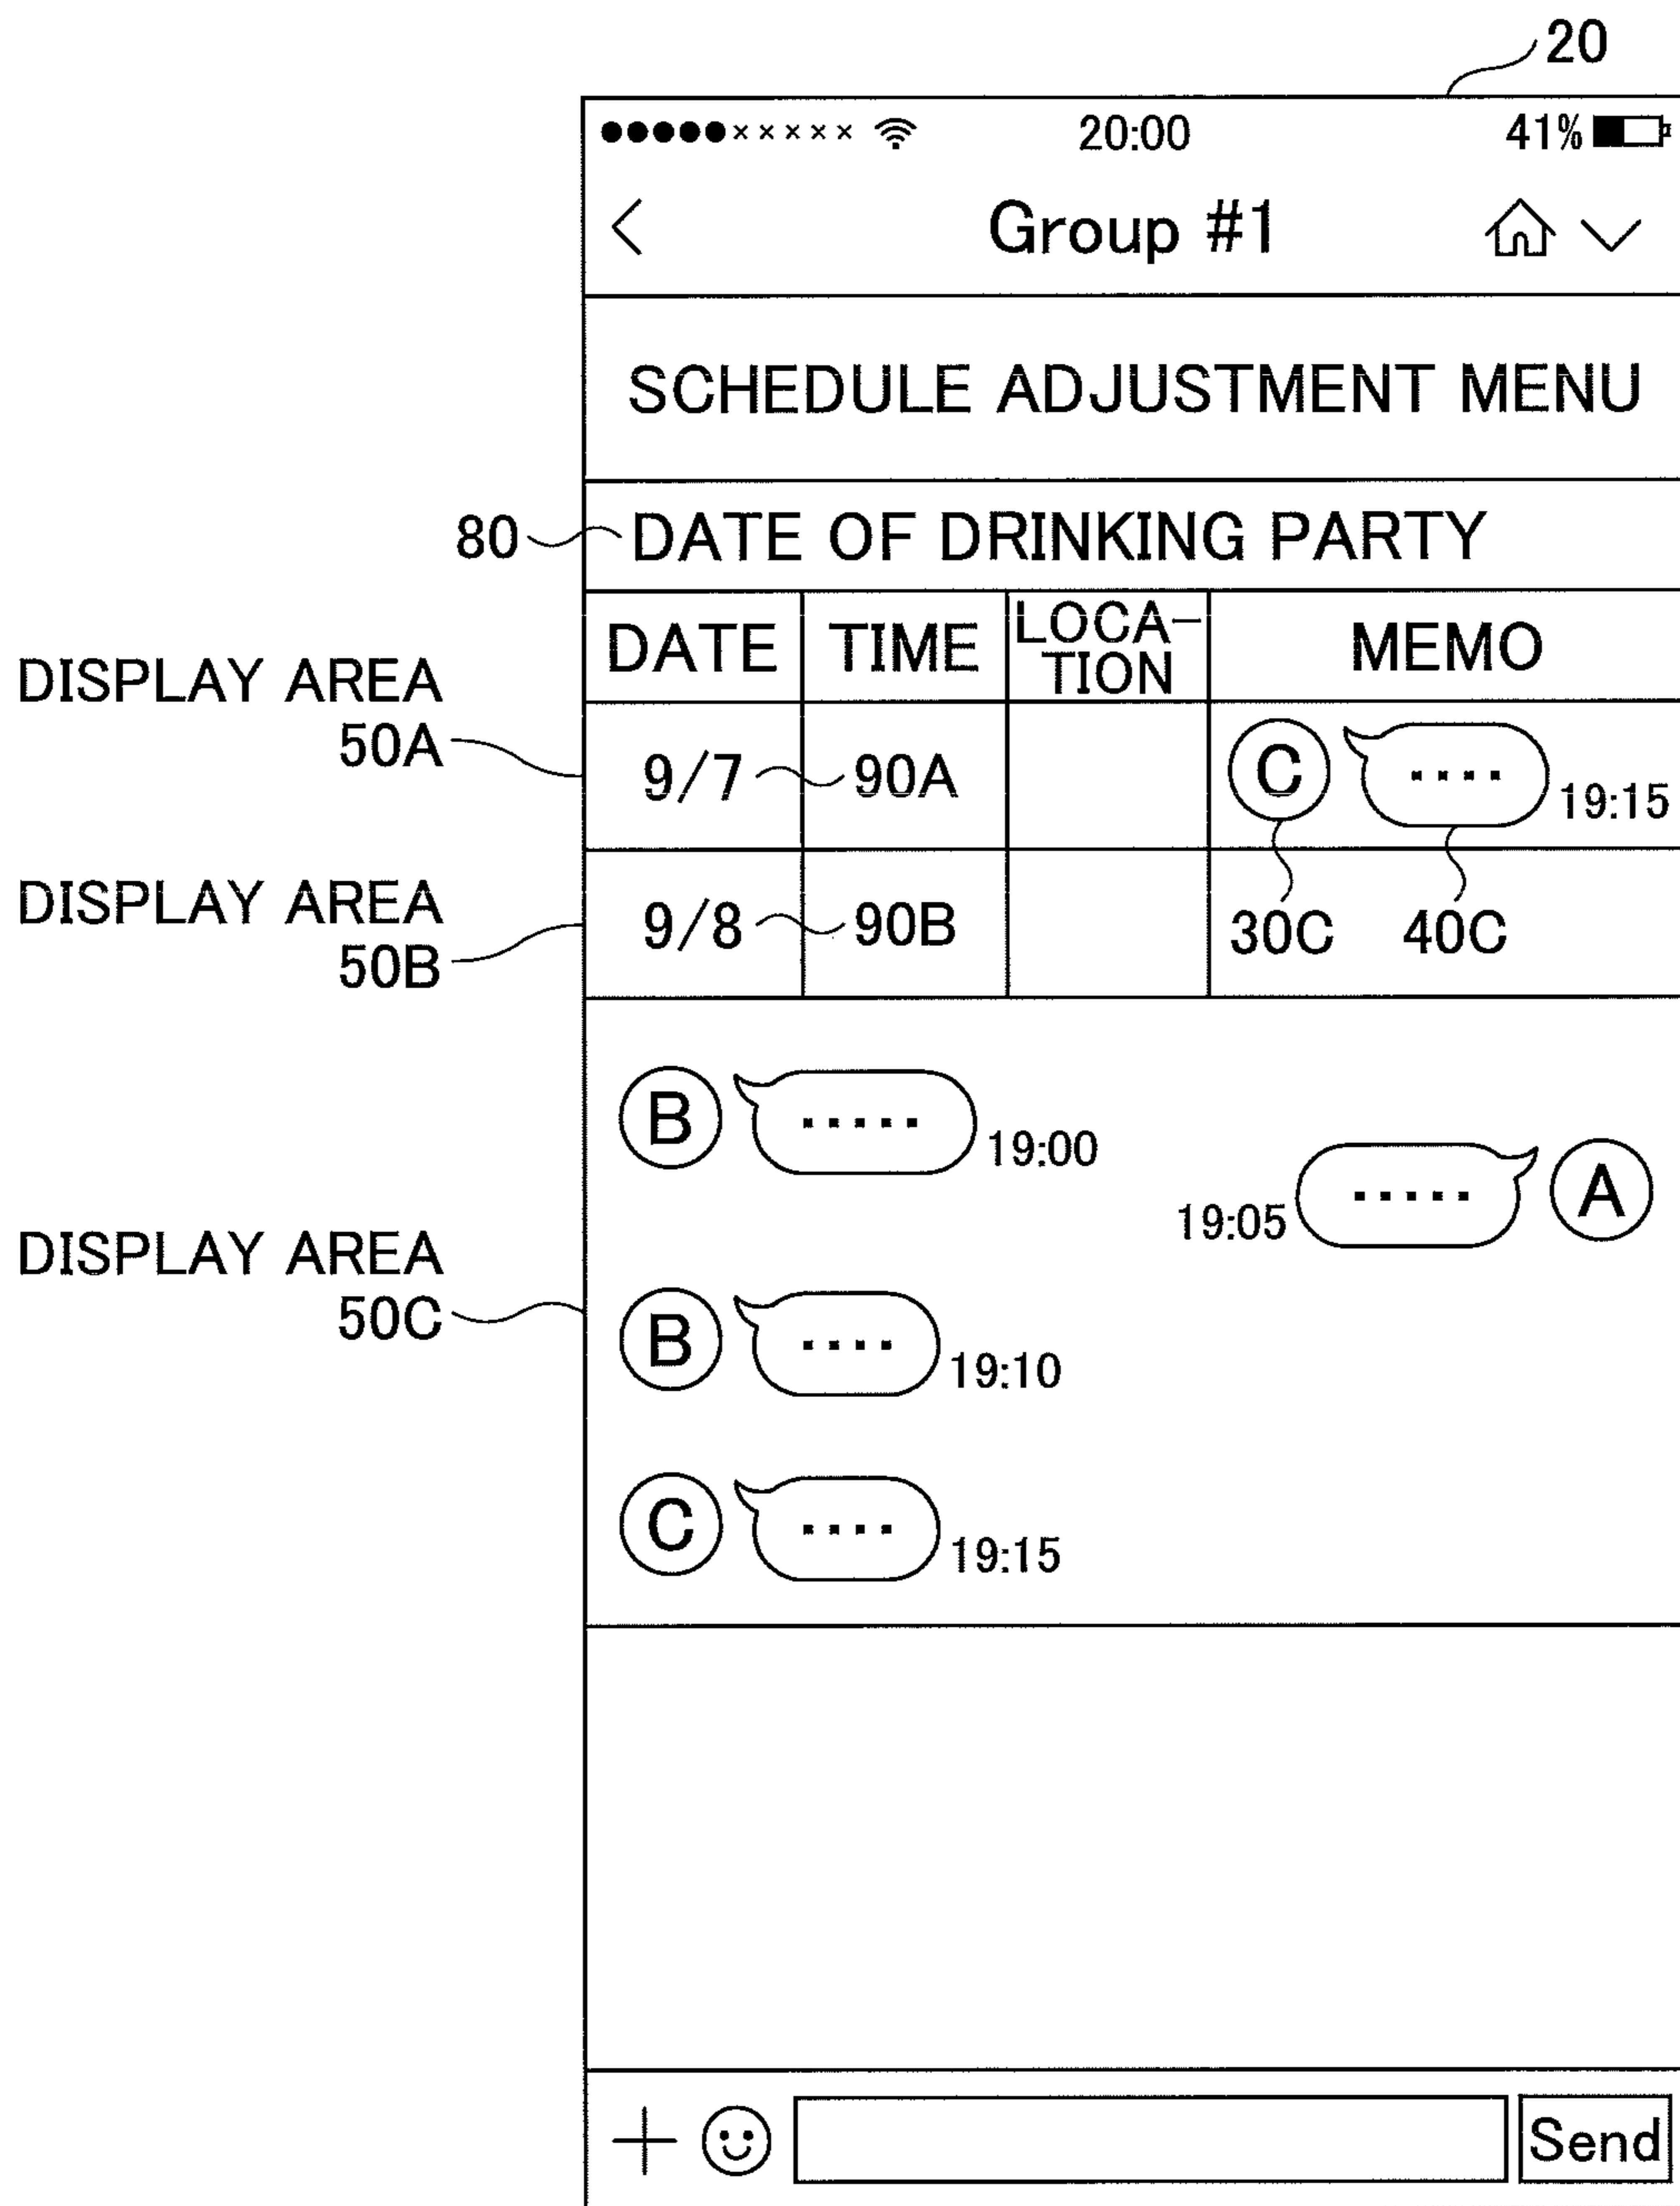 20
20:00 41%
Group #1
SCHEDULE ADJUSTMENT MENU
80 DATE OF DRINKING PARTY
DATE TIME LOCA-
TION MEMO
DISPLAY AREA
50A
9/7 90A C .... 19:15
30C 40C
DISPLAY AREA
50B
9/8 90B
B ..... 19:00
19:05 ..... A
DISPLAY AREA
50C
B .... 19:10
C .... 19:15
Send